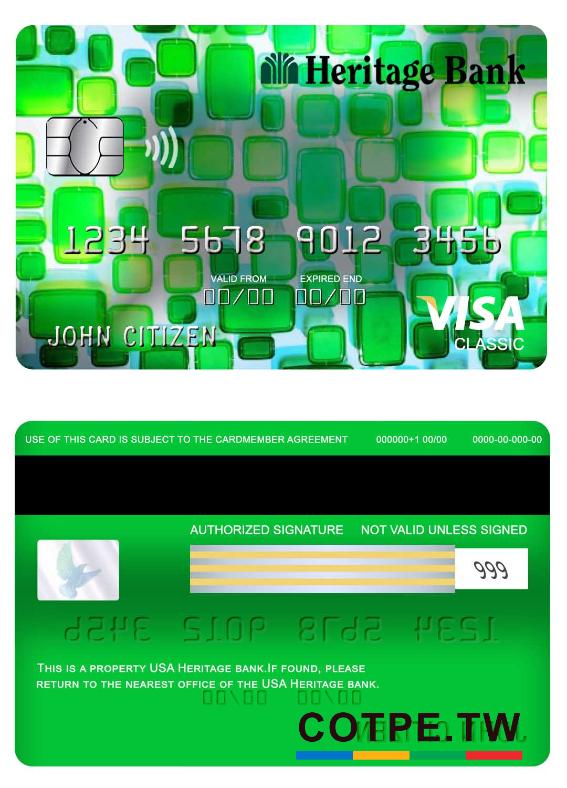 Heritage Bank
1234 5678 9012 3456
VALID FROM EXPIRED END
00/00 00/00
JOHN CITIZEN
VISA
CLASSIC
USE OF THIS CARD IS SUBJECT TO THE CARDMEMBER AGREEMENT 000000+1 00/00 0000-00-000-00
AUTHORIZED SIGNATURE NOT VALID UNLESS SIGNED
999
THIS IS A PROPERTY USA HERITAGE BANK.IF FOUND, PLEASE
RETURN TO THE NEAREST OFFICE OF THE USA HERITAGE BANK.
COTPE.TW